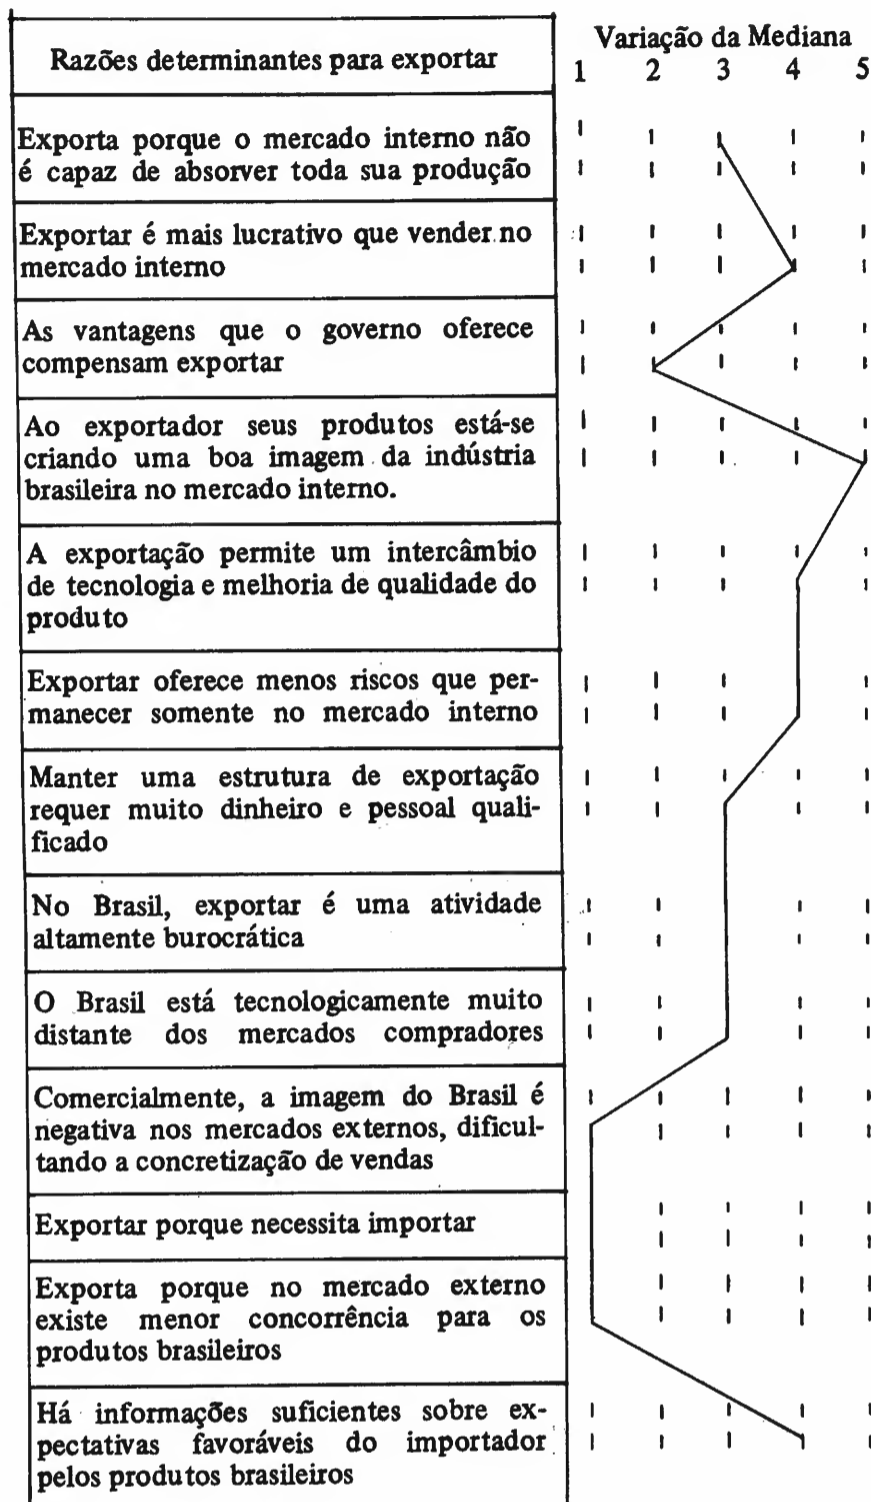 Razões determinantes para exportar
Variação da Mediana
1 2 3 4 5
Exporta porque o mercado interno não
é capaz de absorver toda sua produção
Exportar é mais lucrativo que vender no
mercado interno
As vantagens que o governo oferece
compensam exportar
Ao exportador seus produtos está-se
criando uma boa imagem da indústria
brasileira no mercado interno.
A exportação permite um intercâmbio
de tecnologia e melhoria de qualidade do
produto
Exportar oferece menos riscos que per-
manecer somente no mercado interno
Manter uma estrutura de exportação
requer muito dinheiro e pessoal quali-
ficado
No Brasil, exportar é uma atividade
altamente burocrática
O Brasil está tecnologicamente muito
distante dos mercados compradores
Comercialmente, a imagem do Brasil é
negativa nos mercados externos, dificul-
tando a concretização de vendas
Exportar porque necessita importar
Exporta porque no mercado externo
existe menor concorrência para os
produtos brasileiros
Há informações suficientes sobre ex-
pectativas favoráveis do importador
pelos produtos brasileiros